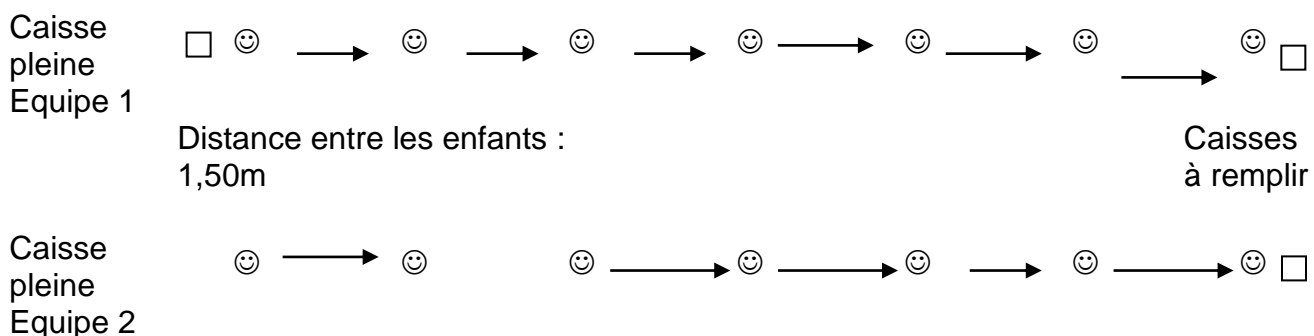 Caisse
pleine
Equipe 1
Distance entre les enfants :
1,50m
Caisses
à remplir
Caisse
pleine
Equipe 2